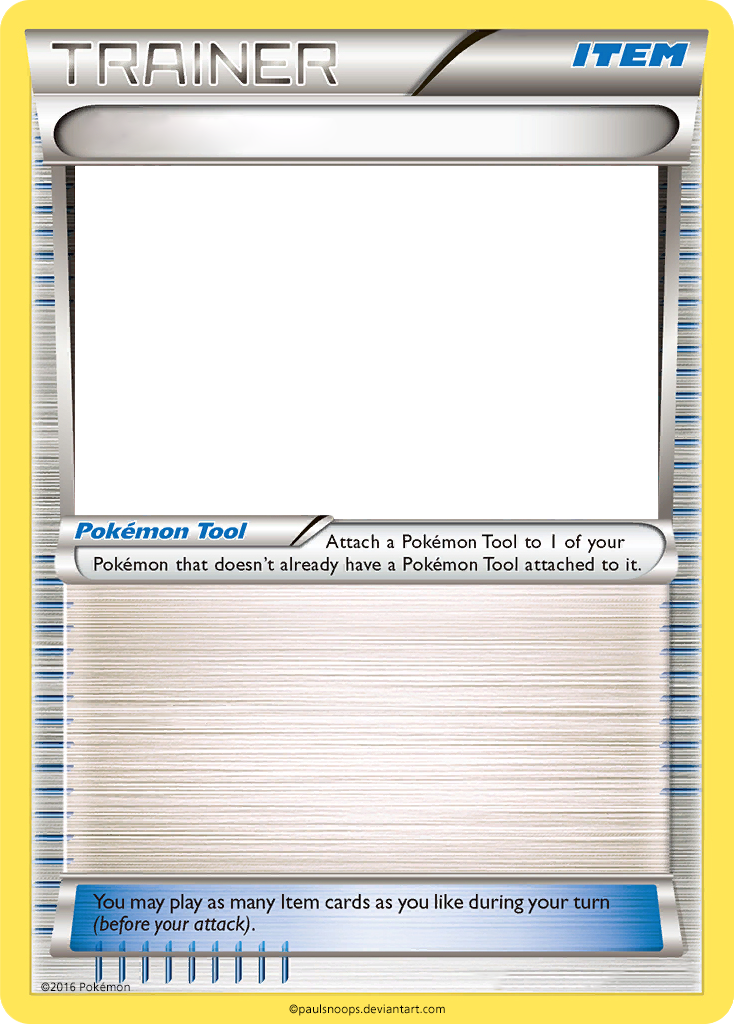 TRAINER
ITEM
Pokémon Tool
Attach a Pokémon Tool to 1 of your
Pokémon that doesn't already have a Pokémon Tool attached to it.
You may play as many Item cards as you like during your turn
(before your attack).
©2016 Pokémon
©paulsnoops.deviantart.com